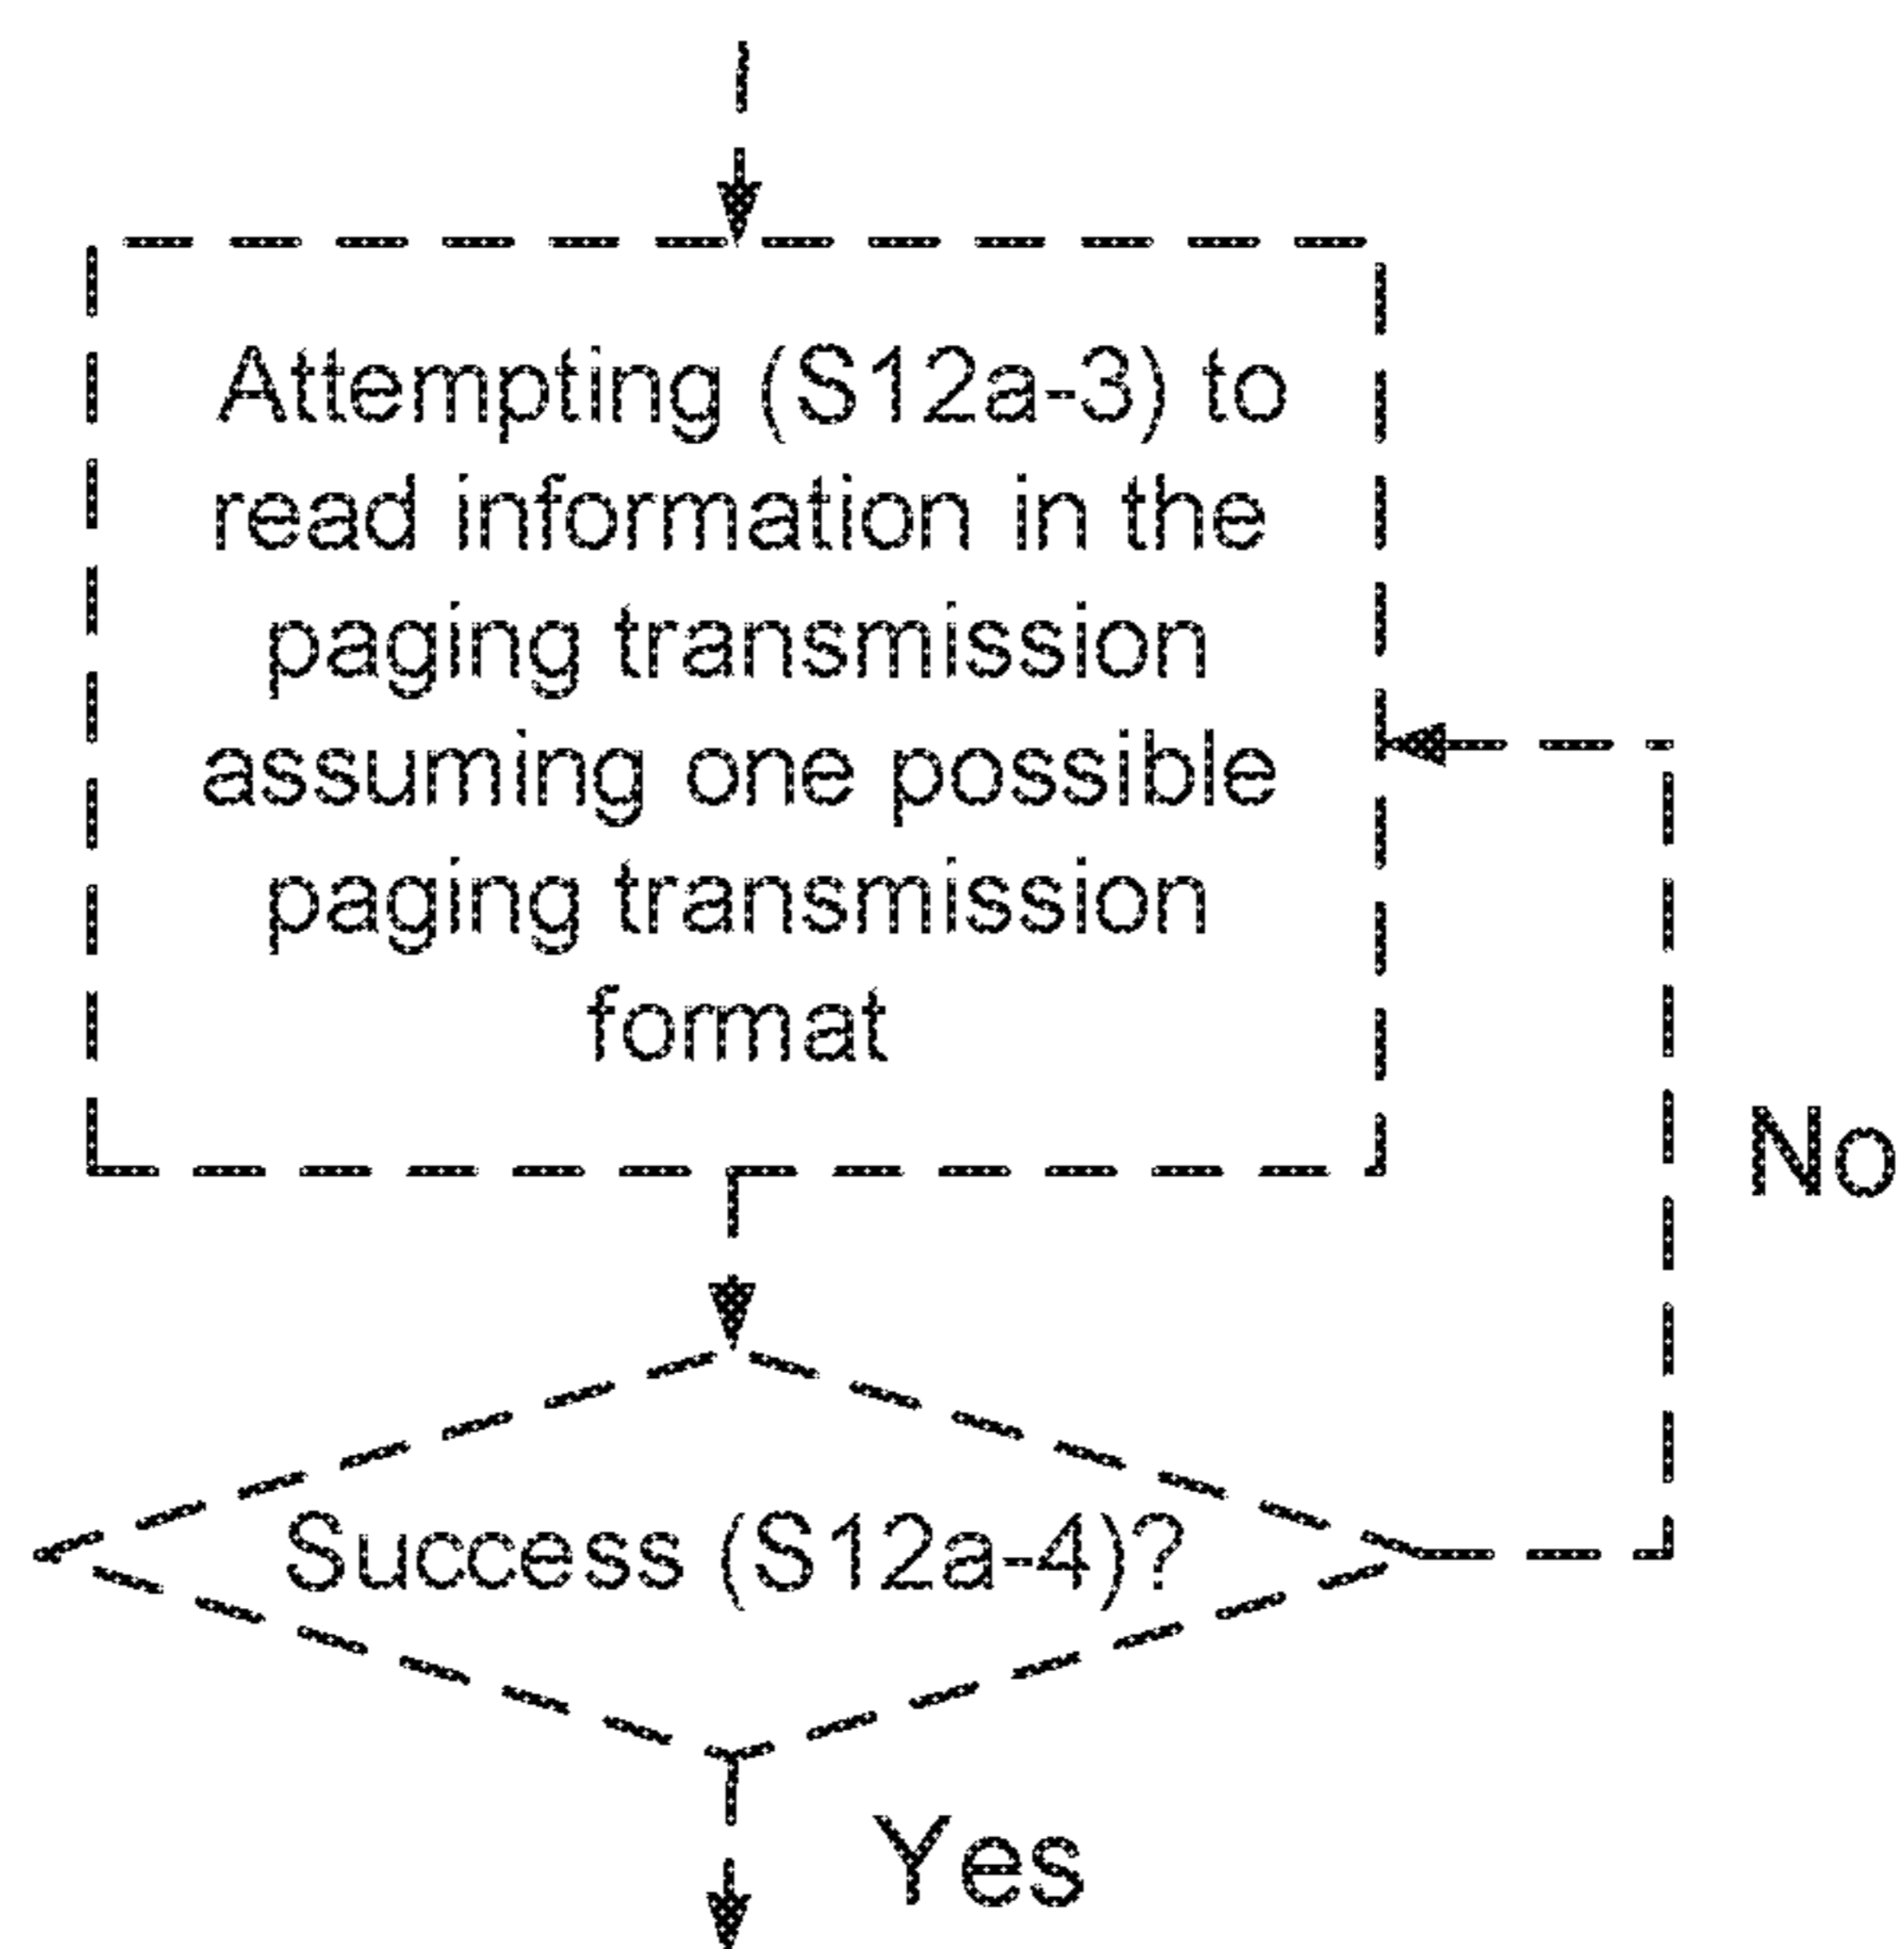 Attempting (S12a-3) to
read information in the
paging transmission
assuming one possible
paging transmission
format
No
Success (S12a-4)?
Yes